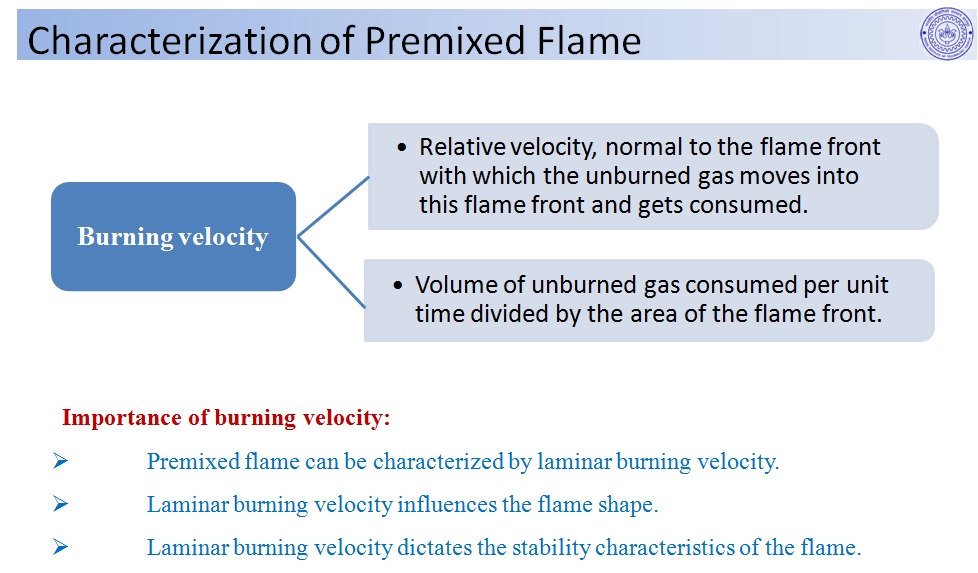 Characterization of Premixed Flame
Burning velocity
• Relative velocity, normal to the flame front
with which the unburned gas moves into
this flame front and gets consumed.
• Volume of unburned gas consumed per unit
time divided by the area of the flame front.
Importance of burning velocity:
➢ Premixed flame can be characterized by laminar burning velocity.
➢ Laminar burning velocity influences the flame shape.
➢ Laminar burning velocity dictates the stability characteristics of the flame.